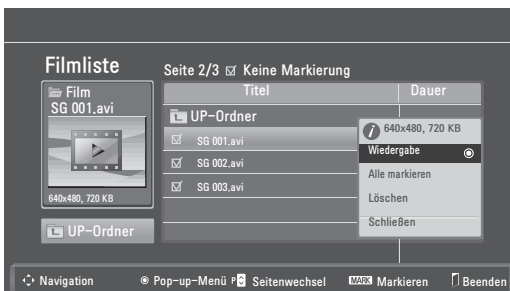 Filmliste
Seite 2/3 Keine Markierung
Film
SG 001.avi
640x480, 720 KB
UP-Ordner
Titel
Dauer
UP-Ordner
SG 001.avi
SG 002.avi
SG 003.avi
640x480, 720 KB
Wiedergabe
Alle markieren
Löschen
Schließen
Navigation
Pop-up-Menü
P Seitenwechsel
MARK Markieren
Beenden